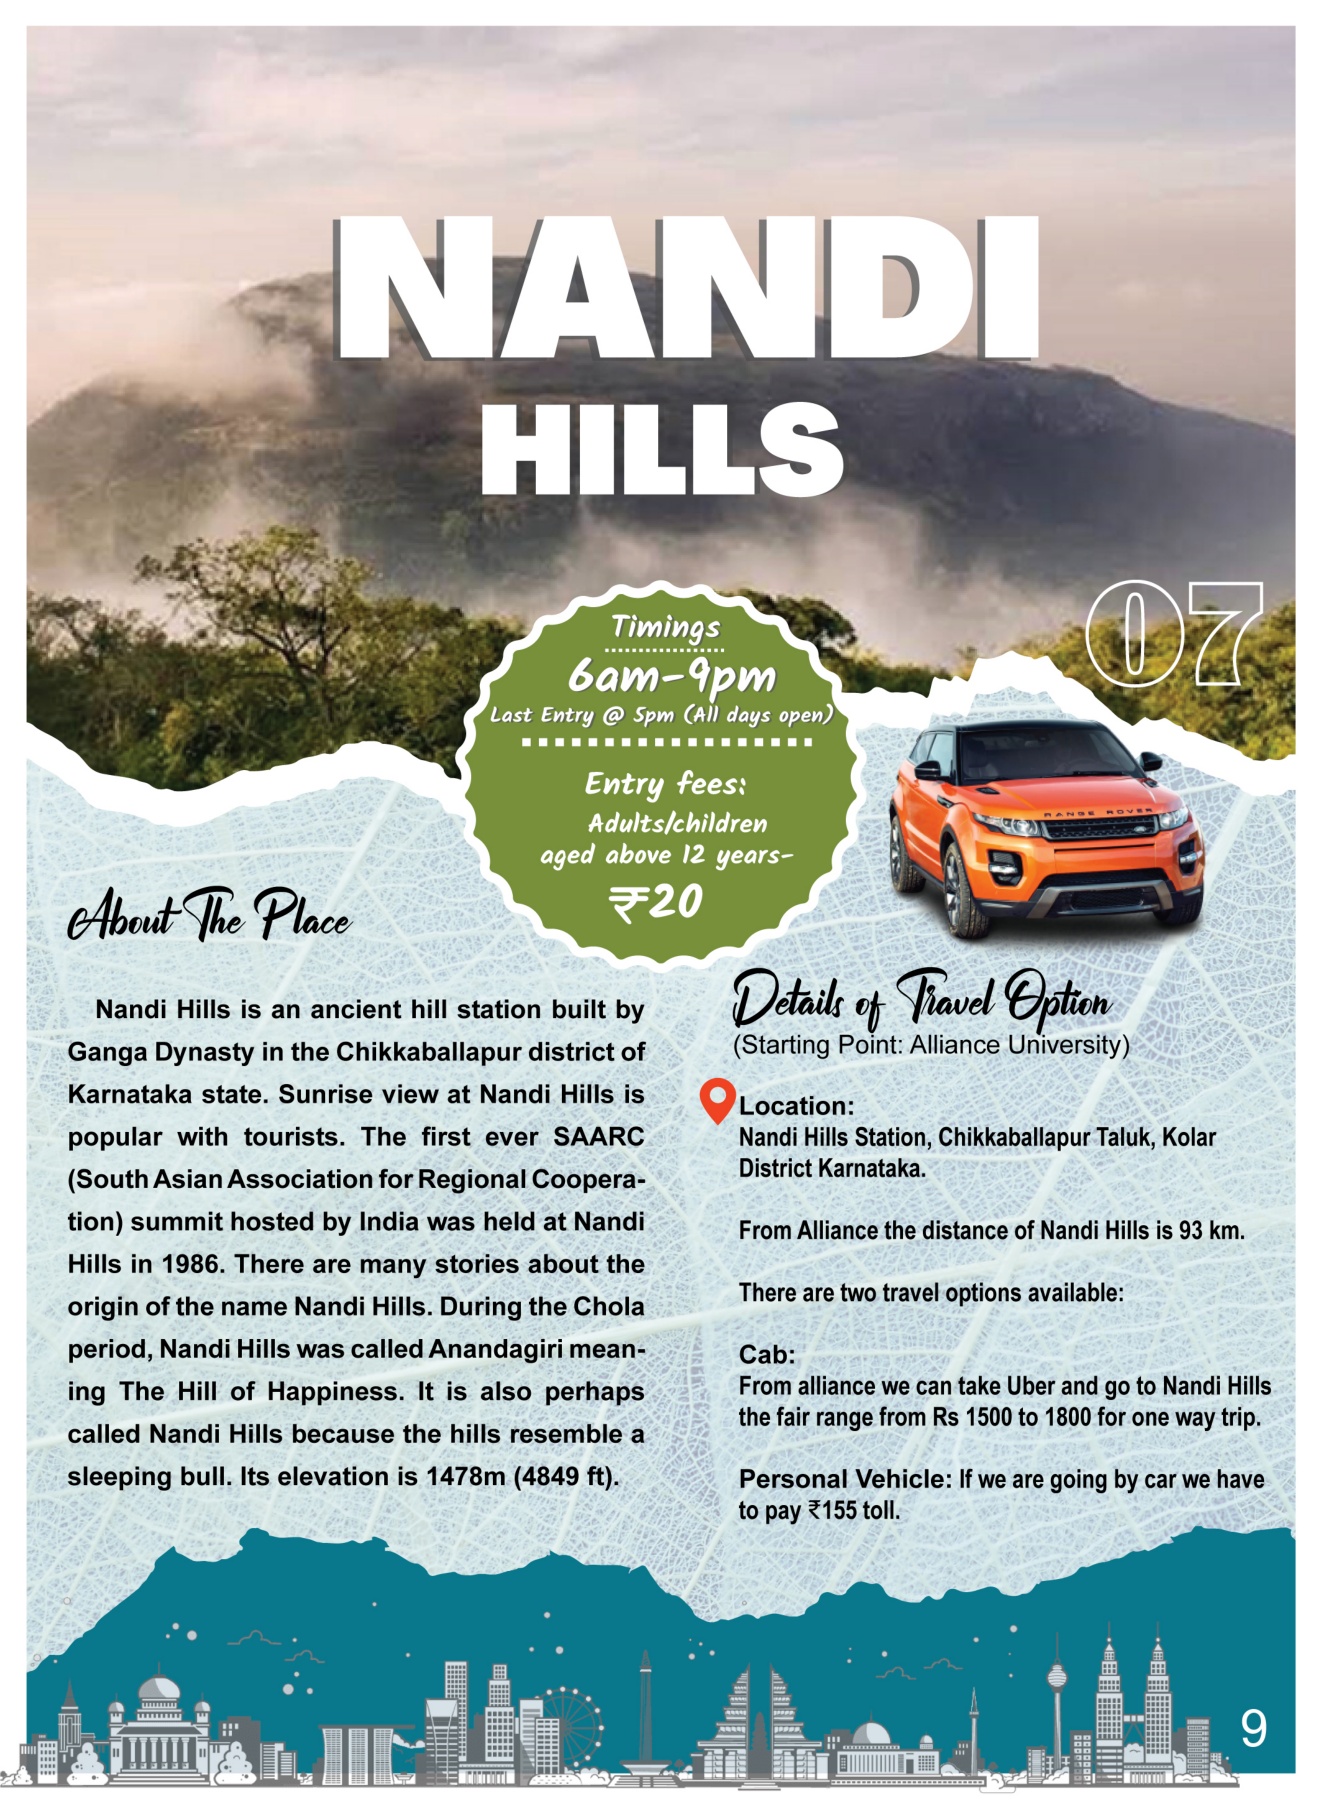 NANDI
HILLS
07
Timings
6am-9pm
Last Entry @ 5pm (All days open)
Entry fees:
Adults/children
aged above 12 years-
₹20
RANGE ROVER
About The Place
Nandi Hills is an ancient hill station built by
Ganga Dynasty in the Chikkaballapur district of
Karnataka state. Sunrise view at Nandi Hills is
popular with tourists. The first ever SAARC
(South Asian Association for Regional Coopera-
tion) summit hosted by India was held at Nandi
Hills in 1986. There are many stories about the
origin of the name Nandi Hills. During the Chola
period, Nandi Hills was called Anandagiri mean-
ing The Hill of Happiness. It is also perhaps
called Nandi Hills because the hills resemble a
sleeping bull. Its elevation is 1478m (4849 ft).
Details of Travel Option
(Starting Point: Alliance University)
Location:
Nandi Hills Station, Chikkaballapur Taluk, Kolar
District Karnataka.
From Alliance the distance of Nandi Hills is 93 km.
There are two travel options available:
Cab:
From alliance we can take Uber and go to Nandi Hills
the fair range from Rs 1500 to 1800 for one way trip.
Personal Vehicle: If we are going by car we have
to pay ₹155 toll.
9